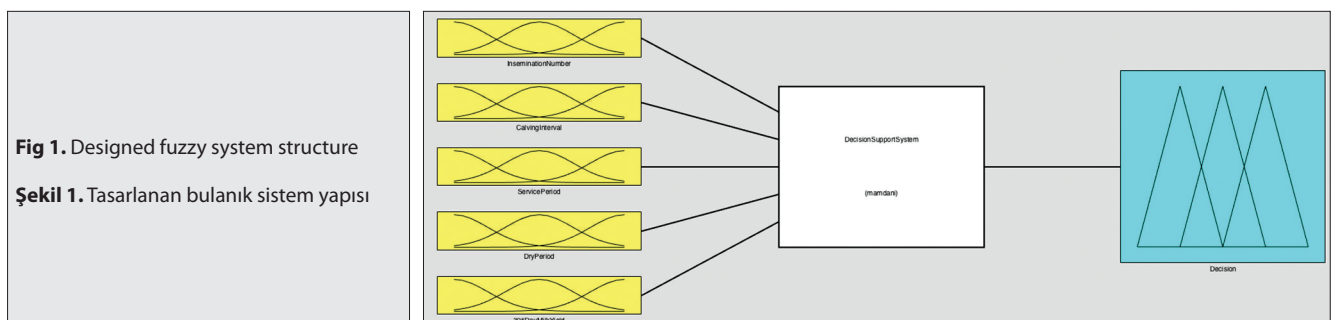 Fig 1. Designed fuzzy system structure
Şekil 1. Tasarlanan bulanık sistem yapısı
InseminationNumber
CalvingInterval
ServicePeriod
DryPeriod
DecisionSupportSystem
(mamdani)
Decision